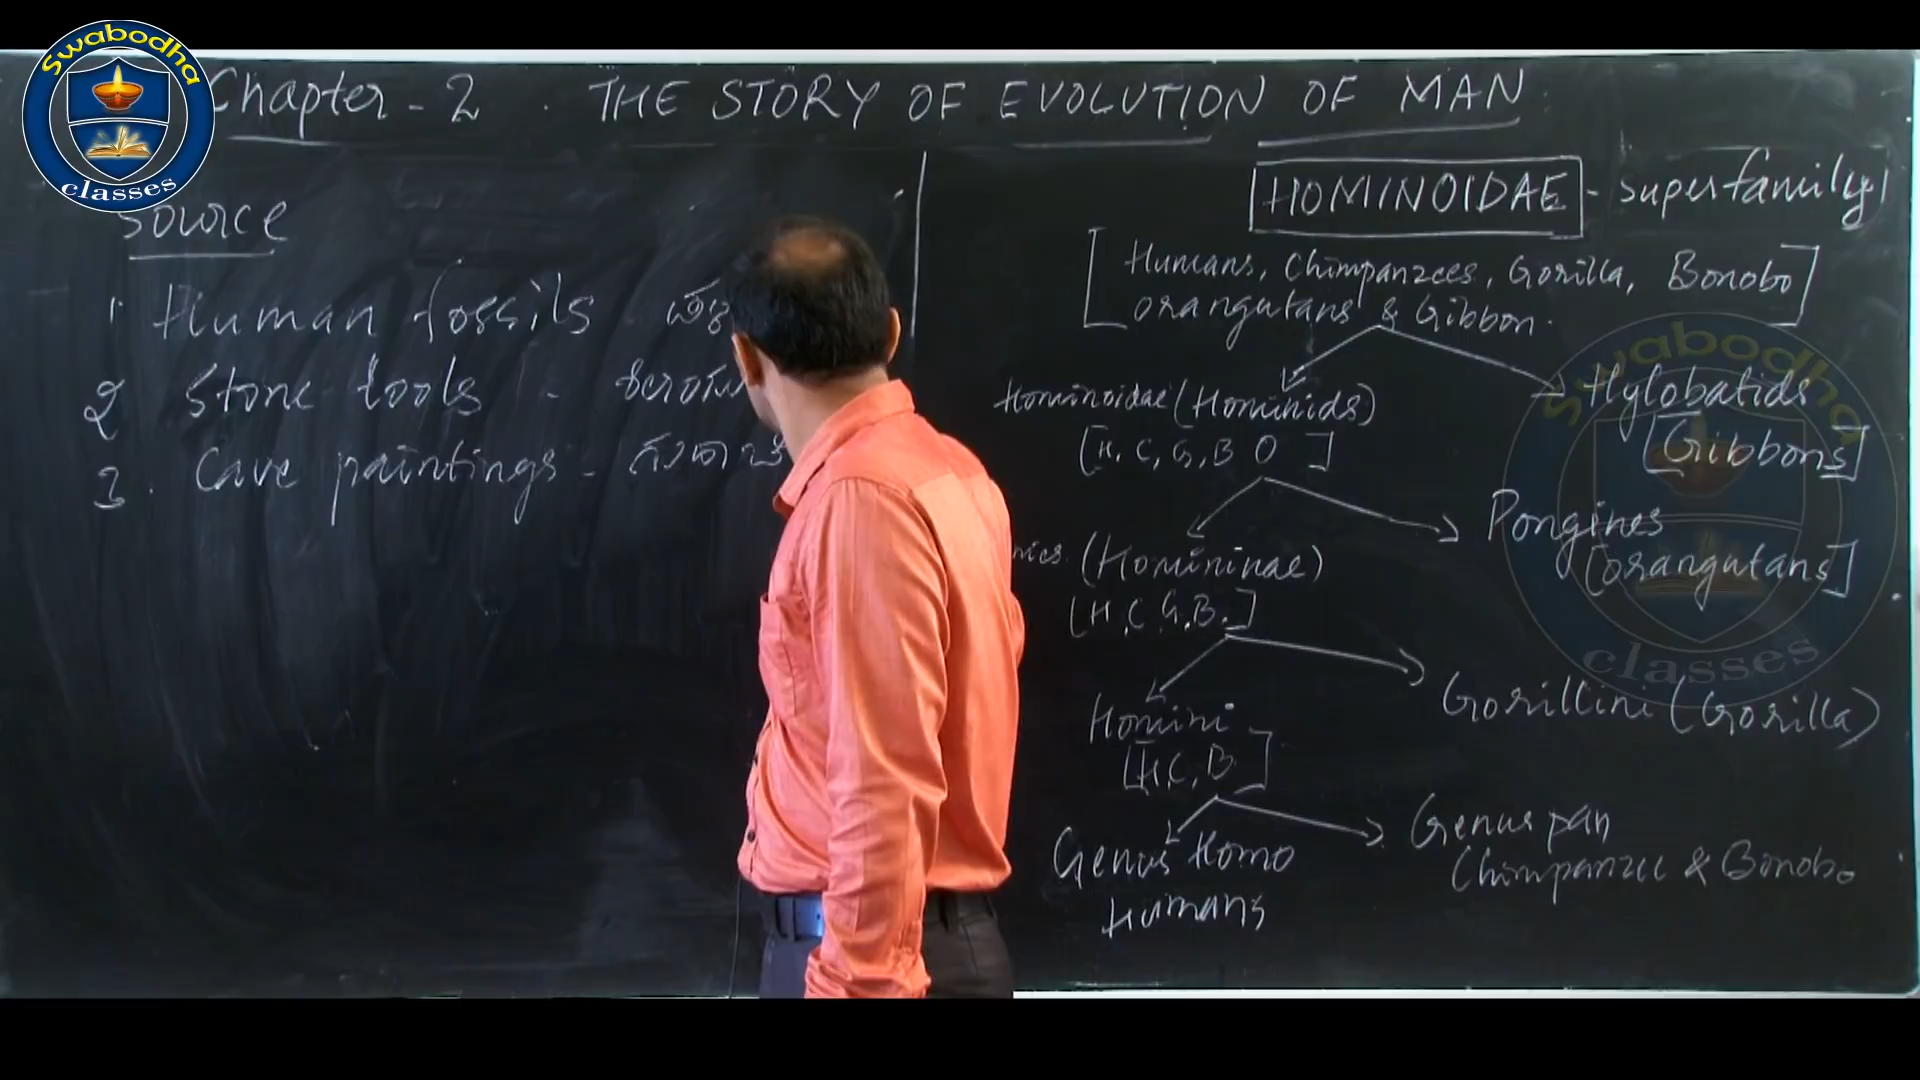 Swabodha
classes
Chapter - 2 . THE STORY OF EVOLUTION OF MAN
Source
1 Human fossils
2 Stone tools -
3. Cave paintings -
HOMINOIDAE - superfamily
[Humans, Chimpanzees, Gorilla, Bonobo
orangutans & Gibbon.]
Hominoidae (Hominids)
[H, C, G, B O]
Hylobatids
[Gibbons]
(Homininae)
[H, C, G, B.]
Pongines
[orangutans]
Homini
[H, C, B]
Gorillini (Gorilla)
Genus Homo
Humans
Genus pan
Chimpanzee & Bonobo
Swabodha
classes